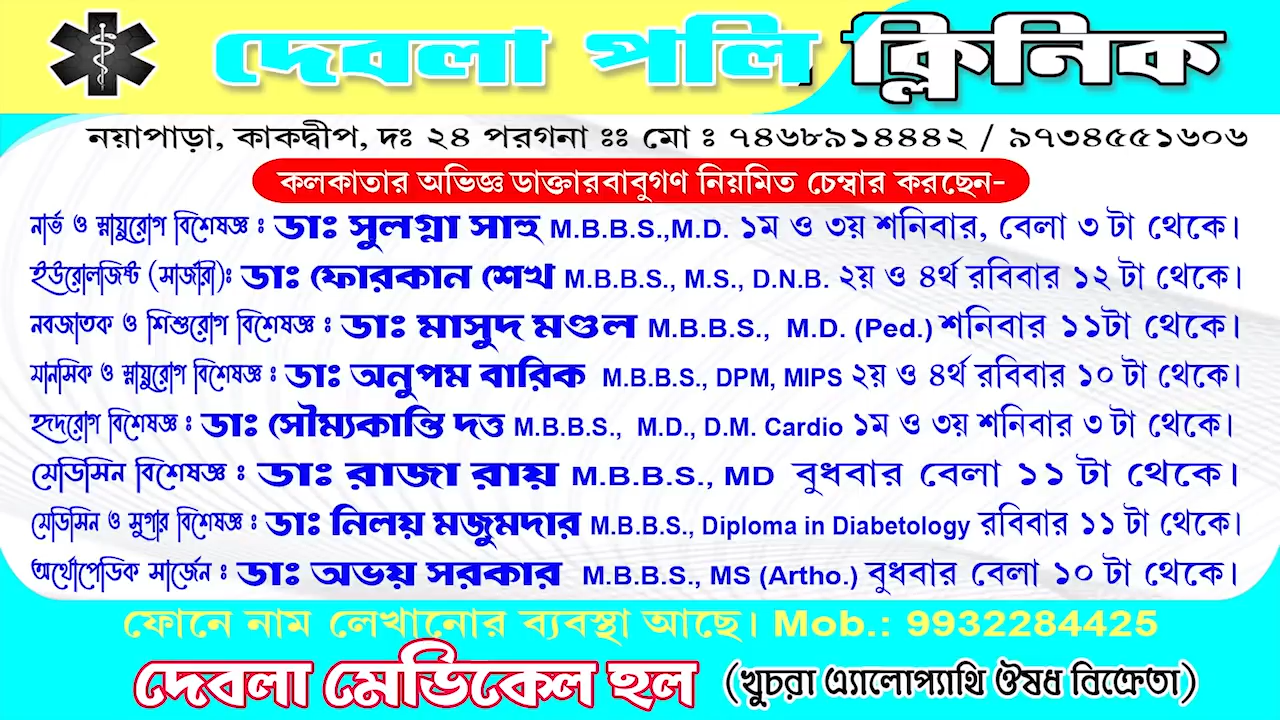 দেবলা পলি ক্লিনিক
নয়াপাড়া, কাকদ্বীপ, দঃ ২৪ পরগনা ঃঃ মো ঃ ৭৪৬৮৯১৪৪৪২ / ৯৭৩৪৫৫১৬০৬
কলকাতার অভিজ্ঞ ডাক্তারবাবুগণ নিয়মিত চেম্বার করছেন-
নার্ভ ও স্নায়ুরোগ বিশেষজ্ঞ ঃ ডাঃ সুলগ্না সাহু M.B.B.S.,M.D. ১ম ও ৩য় শনিবার, বেলা ৩ টা থেকে।
ইউরোলজিষ্ট (সার্জারী)ঃ ডাঃ ফোরকান শেখ M.B.B.S., M.S., D.N.B. ২য় ও ৪র্থ রবিবার ১২ টা থেকে।
নবজাতক ও শিশুরোগ বিশেষজ্ঞ ঃ ডাঃ মাসুদ মণ্ডল M.B.B.S., M.D. (Ped.) শনিবার ১১টা থেকে।
মানসিক ও স্নায়ুরোগ বিশেষজ্ঞ ঃ ডাঃ অনুপম বারিক M.B.B.S., DPM, MIPS ২য় ও ৪র্থ রবিবার ১০ টা থেকে।
হৃদরোগ বিশেষজ্ঞ ঃ ডাঃ সৌম্যকান্তি দত্ত M.B.B.S., M.D., D.M. Cardio ১ম ও ৩য় শনিবার ৩ টা থেকে।
মেডিসিন বিশেষজ্ঞ ঃ ডাঃ রাজা রায় M.B.B.S., MD বুধবার বেলা ১১ টা থেকে।
মেডিসিন ও সুগার বিশেষজ্ঞ ঃ ডাঃ নিলয় মজুমদার M.B.B.S., Diploma in Diabetology রবিবার ১১ টা থেকে।
অর্থোপেডিক সার্জেন ঃ ডাঃ অভয় সরকার M.B.B.S., MS (Artho.) বুধবার বেলা ১০ টা থেকে।
ফোনে নাম লেখানোর ব্যবস্থা আছে। Mob.: 9932284425
দেবলা মেডিকেল হল (খুচরা এ্যালোপ্যাথি ঔষধ বিক্রেতা)